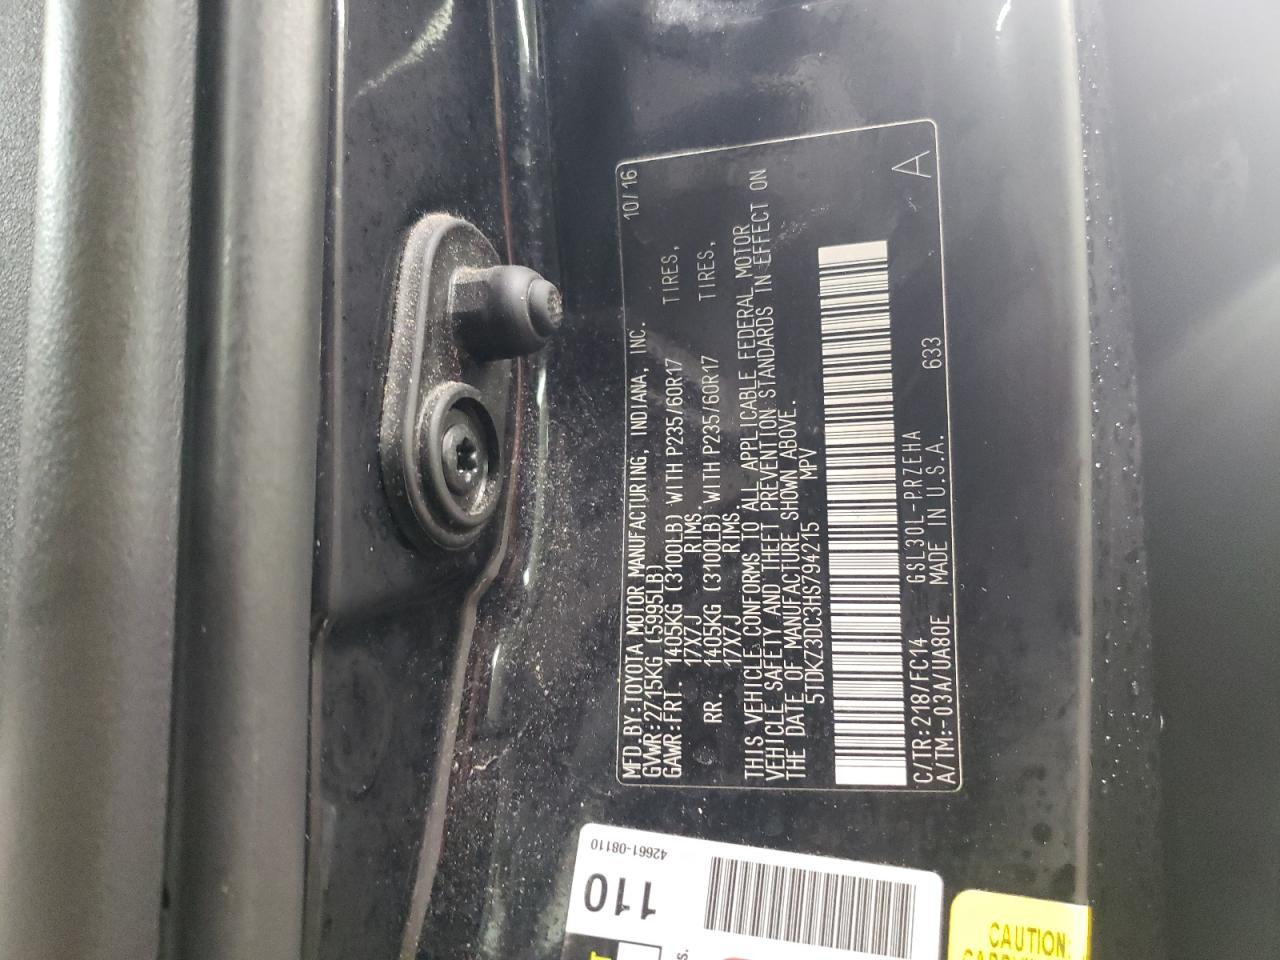 MFD.BY:TOYOTA MOTOR MANUFACTURING, INDIANA, INC. 10/16
GVWR:2715KG (5995LB)
GAWR:FRT. 1405KG (3100LB) WITH P235/60R17 TIRES,
17X7J RIMS,
RR. 1405KG (3100LB) WITH P235/60R17 TIRES,
17X7J RIMS.
THIS VEHICLE CONFORMS TO ALL APPLICABLE FEDERAL MOTOR
VEHICLE SAFETY AND THEFT PREVENTION STANDARDS IN EFFECT ON
THE DATE OF MANUFACTURE SHOWN ABOVE.
5TDKZ3DC3HS794215 MPV
A
C/TR:218/FC14 GSL30L-PRZEHA
A/TM:-03A/UA80E MADE IN U.S.A. 633
42661-08110
110
CAUTION: